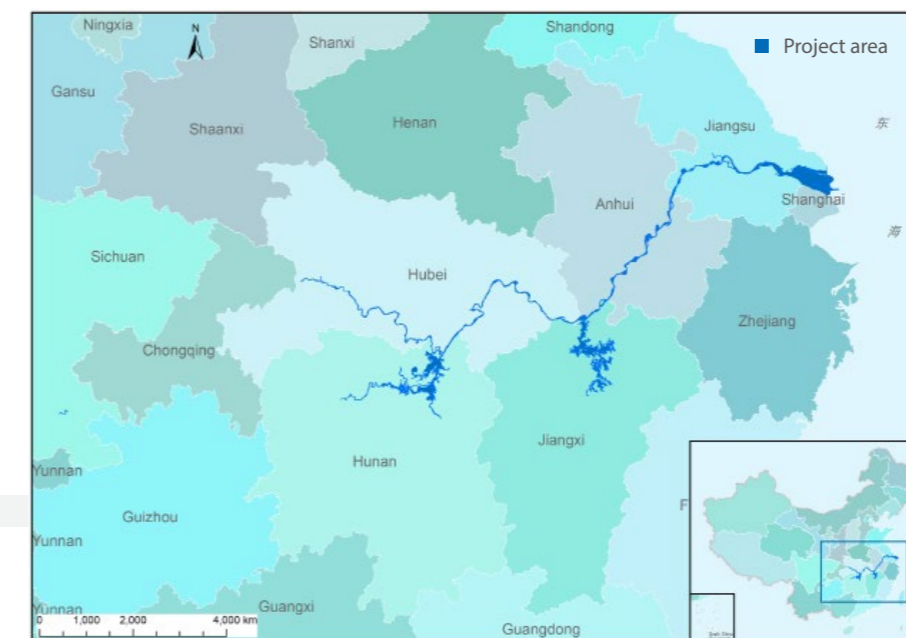 Ningxia
N
Shanxi
Shandong
Project area
Gansu
Shaanxi
Henan
Jiangsu
东
Anhui
Shanghai
海
Sichuan
Hubei
Zhejiang
Chongqing
Jiangxi
Hunan
Yunnan
Guizhou
F
Yunnan
Yunnan
Guangxi
0 1,000 2,000 4,000 km
Guangdong